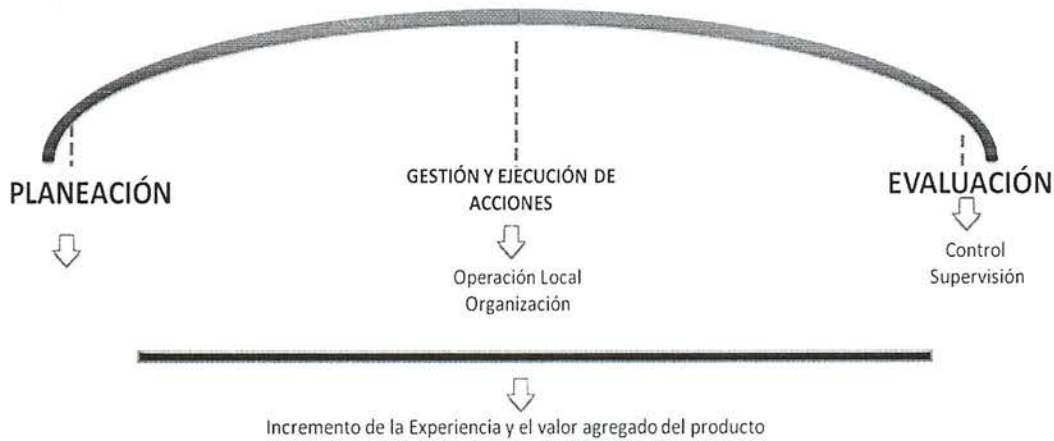 PLANEACIÓN
GESTIÓN Y EJECUCIÓN DE
ACCIONES
Operación Local
Organización
EVALUACIÓN
Control
Supervisión
Incremento de la Experiencia y el valor agregado del producto